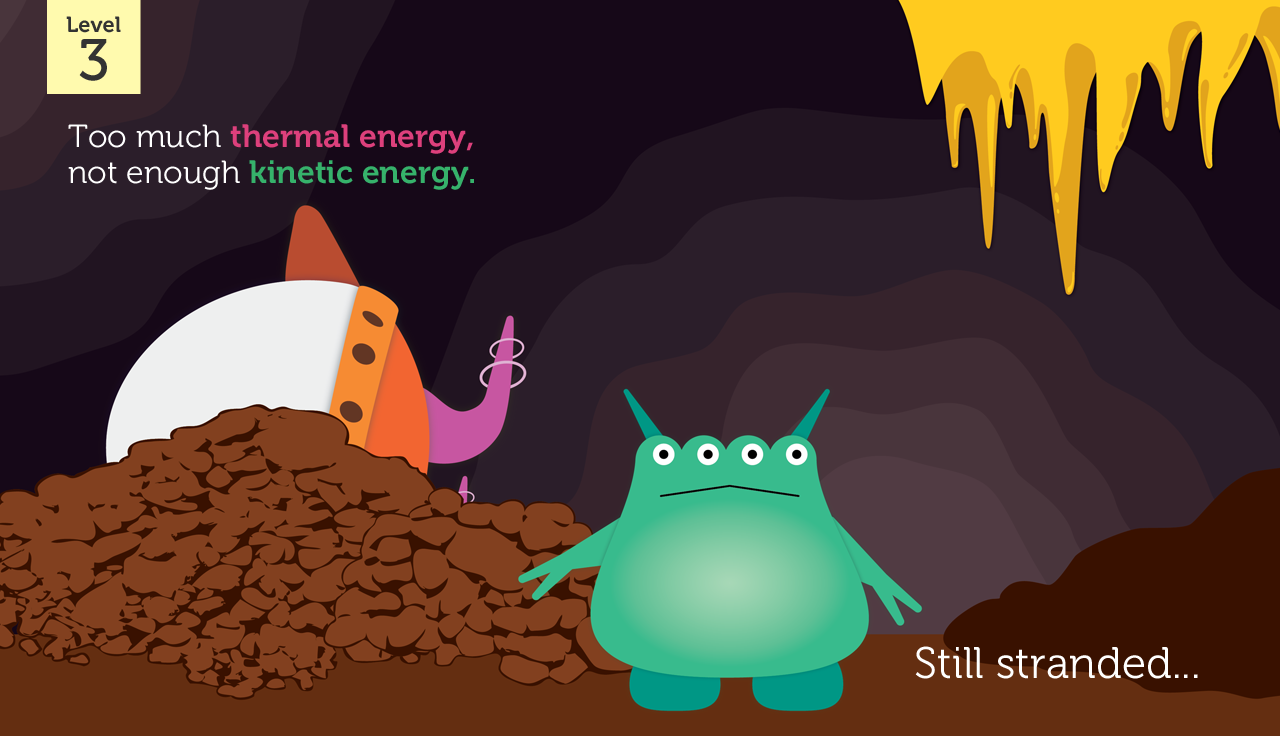 Level
3
Too much thermal energy,
not enough kinetic energy.
Still stranded...